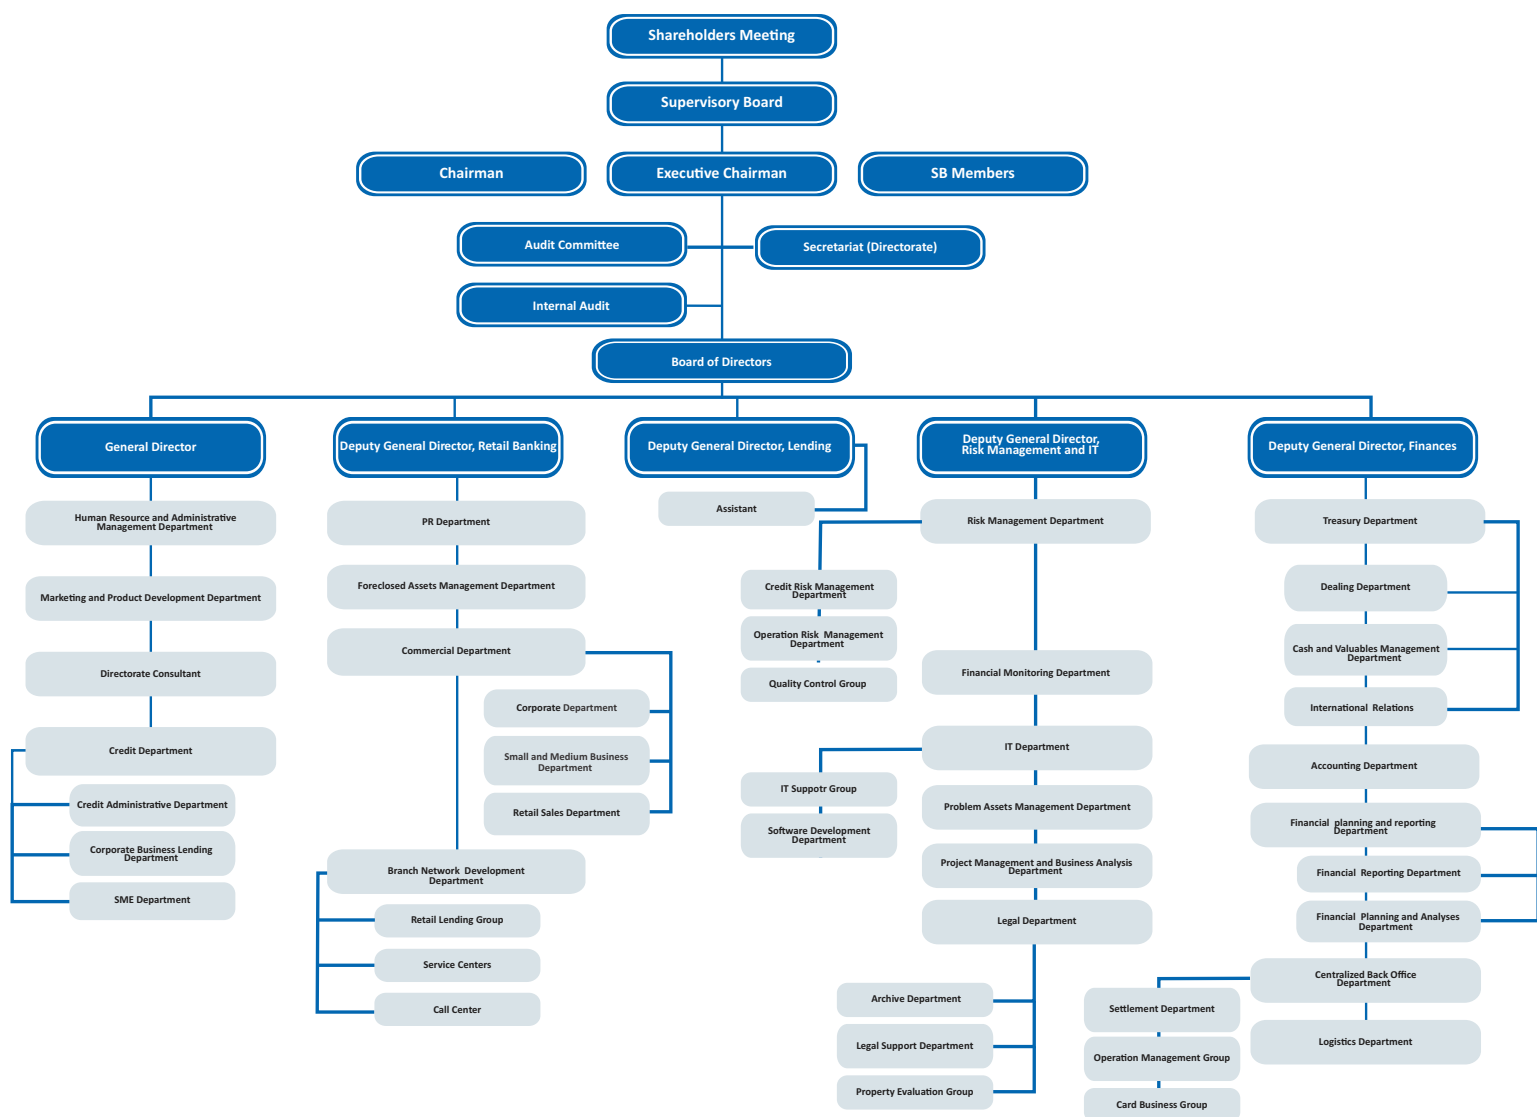 Shareholders Meeting
Supervisory Board
Chairman
Executive Chairman
SB Members
Audit Committee
Secretariat (Directorate)
Internal Audit
Board of Directors
General Director
Human Resource and Administrative
Management Department
Marketing and Product Development Department
Directorate Consultant
Credit Department
Credit Administrative Department
Corporate Business Lending
Department
SME Department
Deputy General Director, Retail Banking
PR Department
Foreclosed Assets Management Department
Commercial Department
Corporate Department
Small and Medium Business
Department
Retail Sales Department
Branch Network Development
Department
Retail Lending Group
Service Centers
Call Center
Deputy General Director, Lending
Assistant
Deputy General Director,
Risk Management and IT
Risk Management Department
Credit Risk Management
Department
Operation Risk Management
Department
Quality Control Group
Financial Monitoring Department
IT Department
IT Suppotr Group
Software Development
Department
Problem Assets Management Department
Project Management and Business Analysis
Department
Legal Department
Archive Department
Legal Support Department
Property Evaluation Group
Deputy General Director, Finances
Treasury Department
Dealing Department
Cash and Valuables Management
Department
International Relations
Accounting Department
Financial planning and reporting
Department
Financial Reporting Department
Financial Planning and Analyses
Department
Centralized Back Office
Department
Settlement Department
Operation Management Group
Card Business Group
Logistics Department